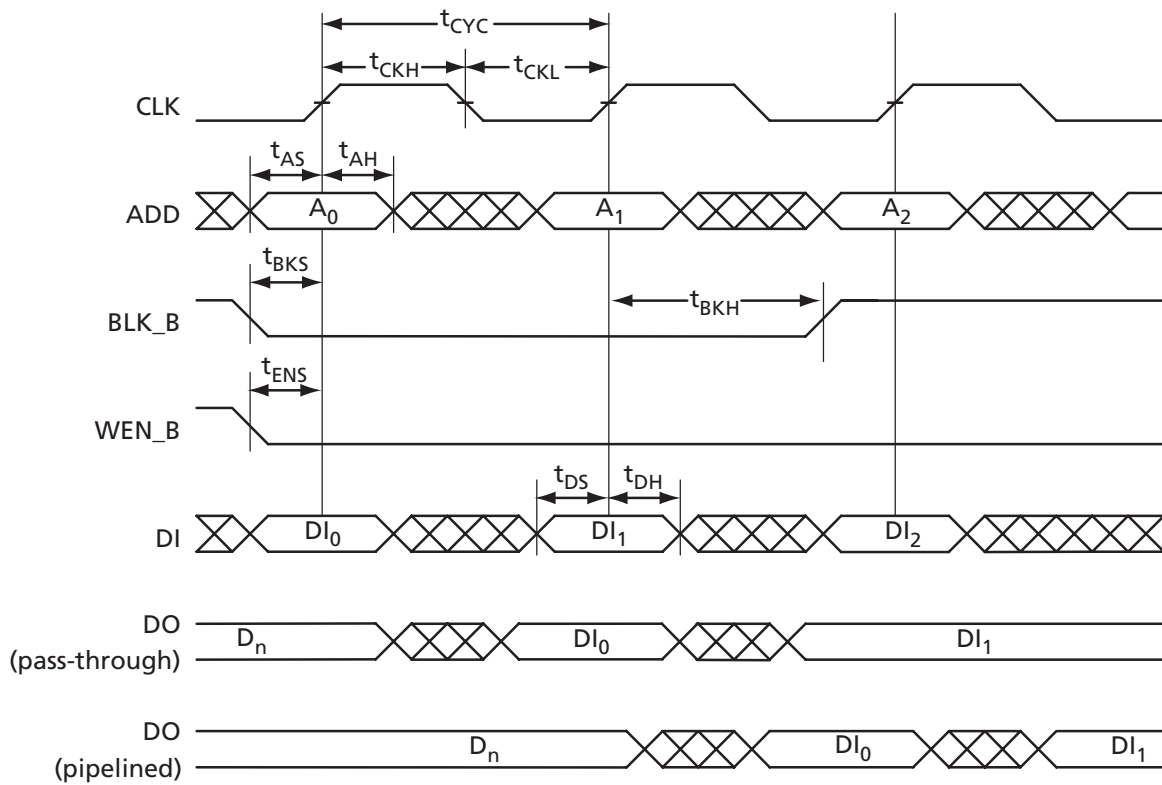 tCYC
tCKH tCKL
CLK
tAS tAH
ADD A0 A1 A2
tBKS
tBKH
BLK_B
tENS
WEN_B
tDS tDH
DI DI0 DI1 DI2
DO
(pass-through)
Dn DI0 DI1
DO
(pipelined)
Dn DI0 DI1